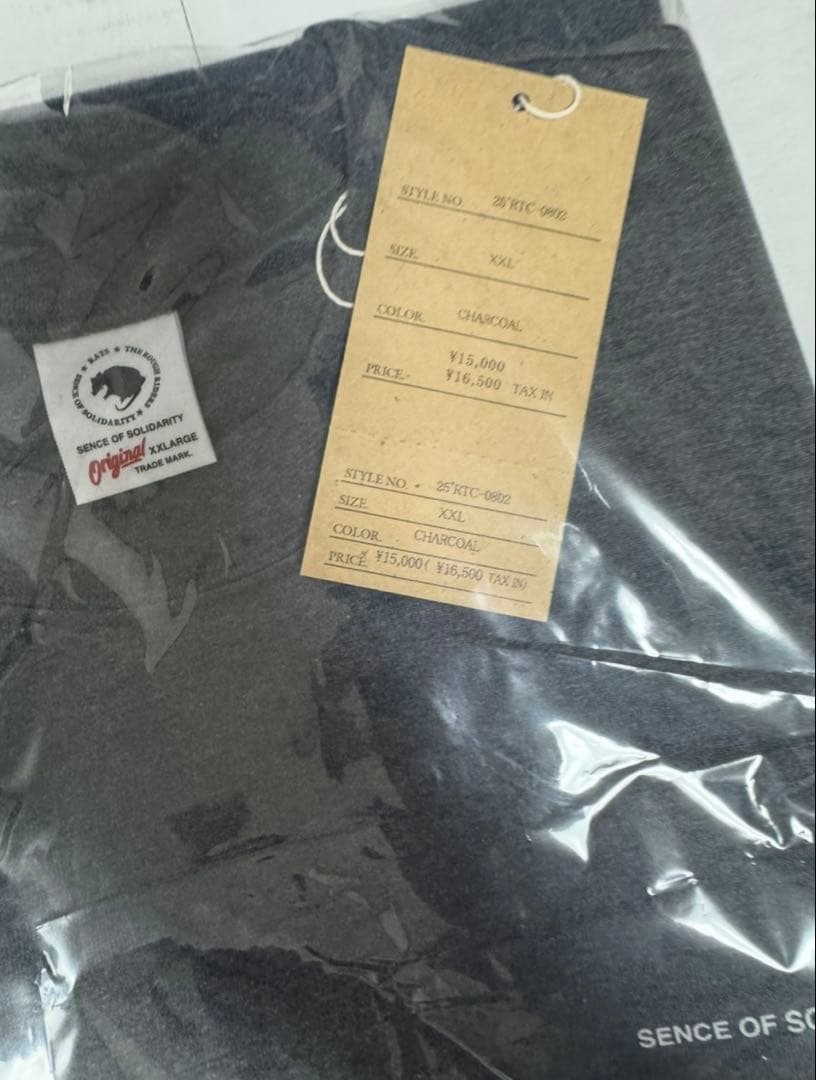 ★ RATS ★ THE ROUGH RIDERS ★ SENCE OF SOLIDARITY
SENCE OF SOLIDARITY
Original XXLARGE
TRADE MARK.
STYLE NO. 25'RTC-0802
SIZE XXL
COLOR CHARCOAL
¥15,000
PRICE ¥16,500 TAX IN
STYLE NO. 25'RTC-0802
SIZE XXL
COLOR CHARCOAL
PRICE ¥15,000( ¥16,500 TAX IN)
SENCE OF SO